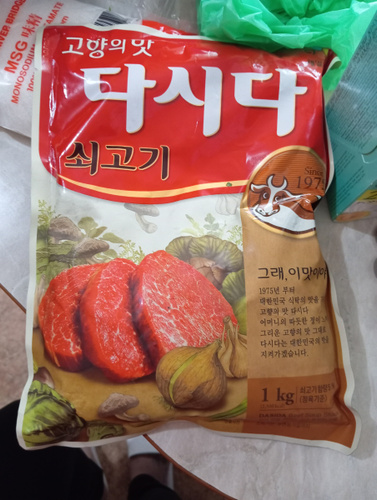 MSG 味精
고향의 맛
다시다
쇠고기
Since
1975
그래, 이맛이야
1975년 부터
대한민국 식탁의 맛을
고향의 맛 다시다
어머니의 따뜻한 정
그리운 고향의 맛 그대로
다시다는 대한민국의 맛을
지켜가겠습니다.
1 kg